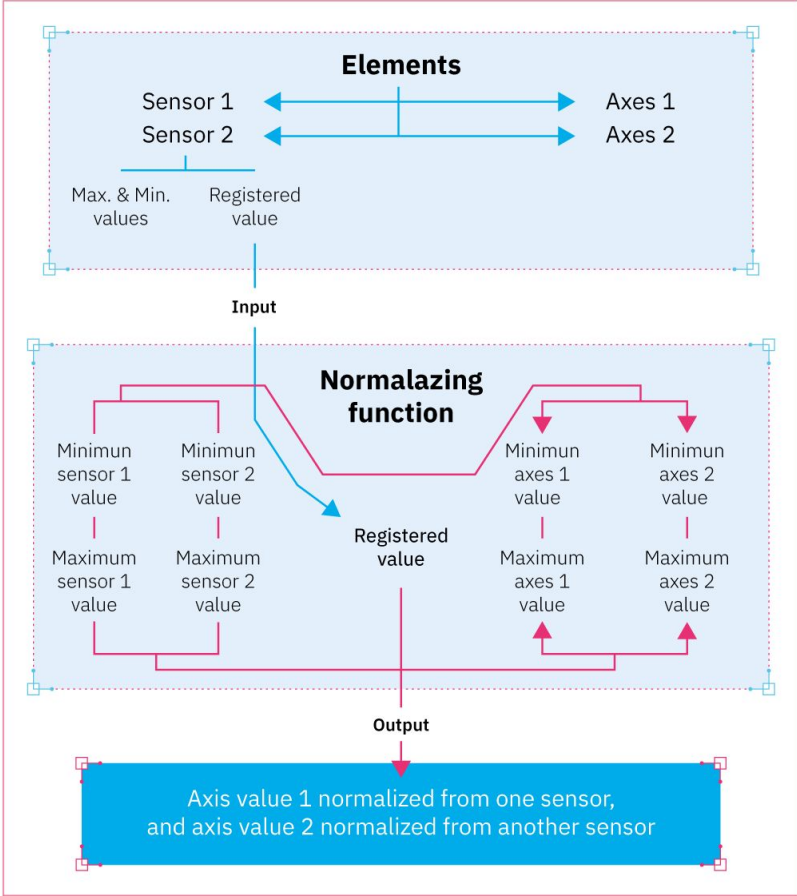 Elements
Sensor 1
Axes 1
Sensor 2
Axes 2
Max. & Min.
values
Registered
value
Input
Normalazing
function
Minimun
sensor 1
value
Minimun
sensor 2
value
Minimun
axes 1
value
Minimun
axes 2
value
Registered
value
Maximum
sensor 1
value
Maximum
sensor 2
value
Maximum
axes 1
value
Maximum
axes 2
value
Output
Axis value 1 normalized from one sensor,
and axis value 2 normalized from another sensor